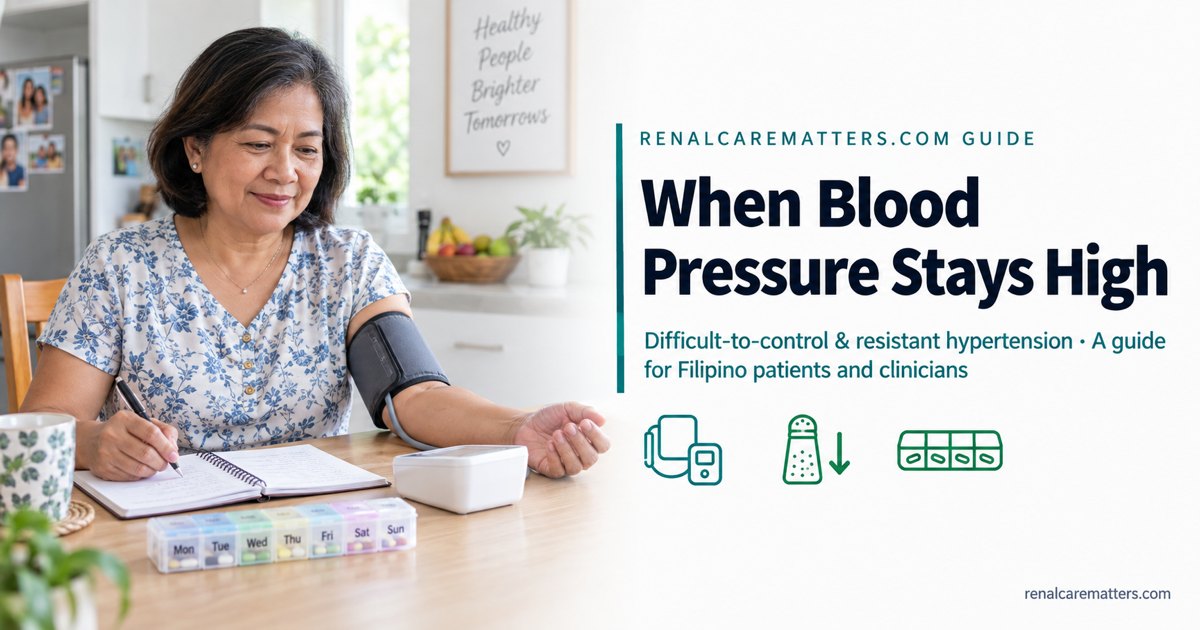 Healthy
People
Brighter
Tomorrows
RENALCAREMATTERS.COM GUIDE
When Blood
Pressure Stays High
Difficult-to-control & resistant hypertension • A guide
for Filipino patients and clinicians
Mon Tue Wed Thu Fri Sat Sun
renalcarematters.com